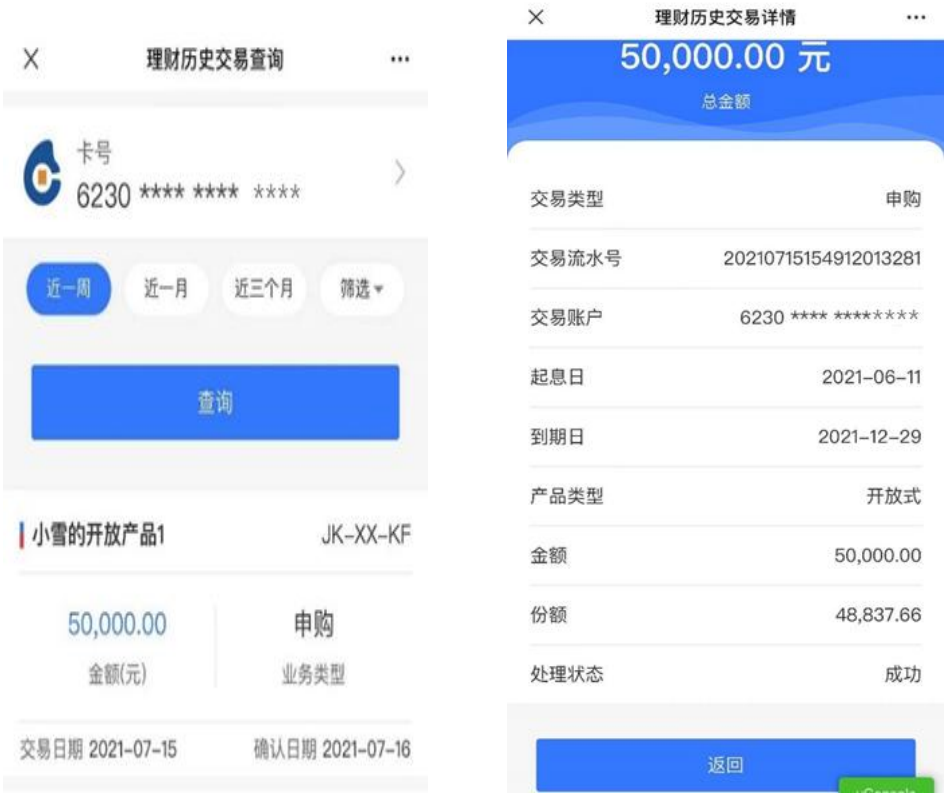 理财历史交易查询
卡号
6230 **** **** ****
近一周 近一月 近三个月 筛选
查询
小雪的开放产品1 JK-XX-KF
50,000.00 申购
金额(元) 业务类型
交易日期 2021-07-15 确认日期 2021-07-16
理财历史交易详情
50,000.00 元
总金额
交易类型 申购
交易流水号 20210715154912013281
交易账户 6230 **** ********
起息日 2021-06-11
到期日 2021-12-29
产品类型 开放式
金额 50,000.00
份额 48,837.66
处理状态 成功
返回